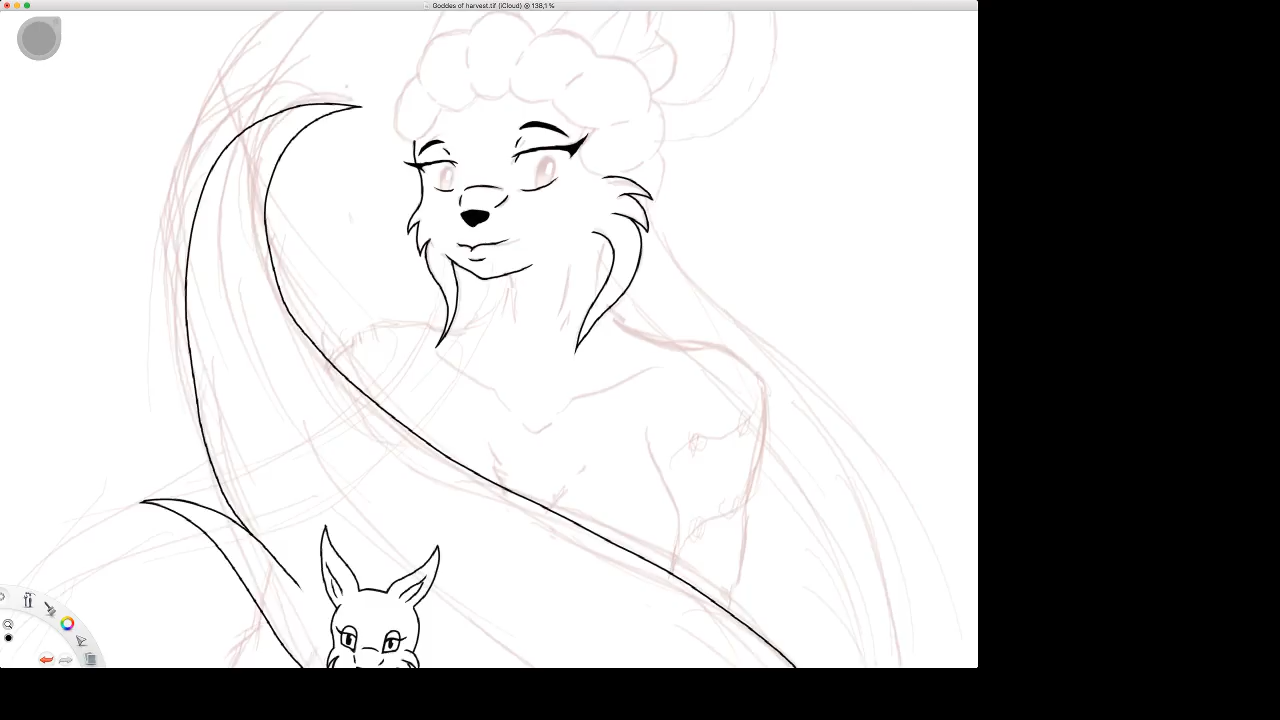 Goddes of harvest.tif (iCloud) @ 138,1 %